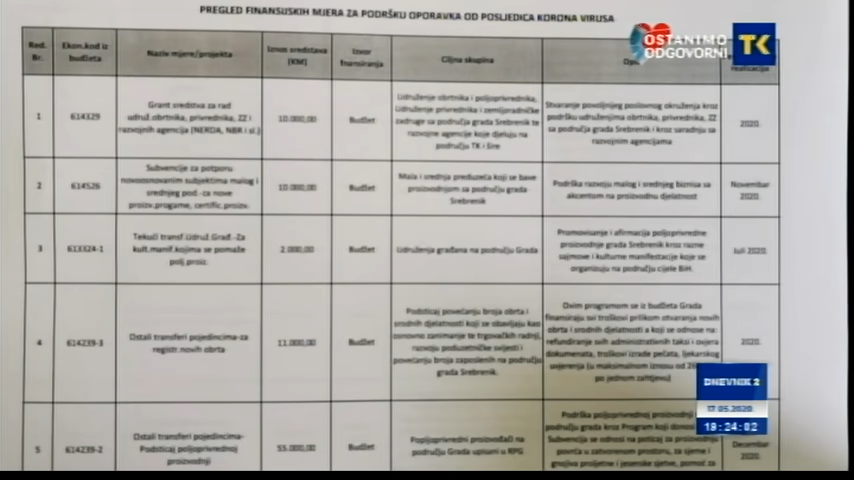 PREGLED FINANSIJSKIH MJERA ZA PODRŠKU OPORAVKA OD POSLJEDICA KORONA VIRUSA
OSTANIMO
ODGOVORNI
TK
Red.
Br.
Ekon.kod iz
budžeta
Naziv mjere/projekta
Iznos sredstava
(KM)
Izvor
finansiranja
Ciljna skupina
1
614329
Grant sredstva za rad
udruž.obrtnika, privrednika, ZZ i
razvojnih agencija (NERDA, NBR i sl.)
10.000,00
Budžet
Udruženje obrtnika i poljoprivrednika,
Udruženje privrednika i zemljoradničke
zadruge sa područja grada Srebrenik te
razvojne agencije koje djeluju na
području TK i šire
Stvaranje povoljnijeg poslovnog okruženja kroz
podršku udruženjima obrtnika, privrednika, ZZ
sa područja grada Srebrenik i kroz saradnju sa
razvojnim agencijama
2020.
2
614526
Subvencije za potporu
novoosnovanim subjektima malog i
srednjeg pod.-za nove
proizv.progame, certific.proizv.
10.000,00
Budžet
Mala i srednja preduzeća koji se bave
proizvodnjom sa području grada
Srebrenik
Podrška razvoju malog i srednjeg biznisa sa
akcentom na proizvodnu djelatnost
Novembar
2020.
3
613324-1
Tekući transf.Udruž.Građ.-Za
kult.manif.kojima se pomaže
polj.proiz.
2.000,00
Budžet
Udruženja građana na području Grada
Promovisanje i afirmacija poljoprivredne
proizvodnje grada Srebrenik kroz razne
sajmove i kulturne manifestacije koje se
organizuju na području cijele BiH.
Juli 2020.
4
614239-3
Ostali transferi pojedincima-za
registr.novih obrta
11.000,00
Budžet
Podsticaj povećanju broja obrta i
srodnih djelatnosti koji se obavljaju kao
osnovno zanimanje te trgovačkih radnji,
razvoju poduzetničke svijesti i
povećanju broja zaposlenih na području
grada Srebrenik.
Ovim programom se iz budžeta Grada
finansiraju svi troškovi prilikom otvaranja novih
obrta i srodnih djelatnosti a koji se odnose na:
refundiranje svih administrativnih taksi i ovjera
dokumenata, troškovi izrade pečata, ljekarskog
uvjerenja (u maksimalnom iznosu od
po jednom zahtjevu)
2020.
5
614239-2
Ostali transferi pojedincima-
Podsticaj poljoprivrednoj
proizvodnji
55.000,00
Budžet
Popljoprivredni proizvođači na
području Grada upisani u RPG
Podrška poljoprivrednoj proizvodnji
području grada kroz Program koji
Subvencija se odnosi na poticaj za proizvodnju
povrća u zatvorenom prostoru, za sjeme i
gnojiva proljetne i jesenske sjetve, pomoć za
Decembar
2020.
DNEVNIK 2
17.05.2020
19:24:02